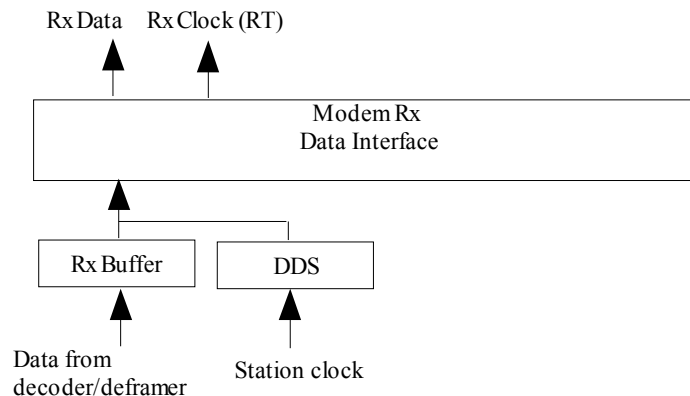 Rx Data
Rx Clock (RT)
Modem Rx
Data Interface
Rx Buffer
DDS
Data from
decoder/deframer
Station clock